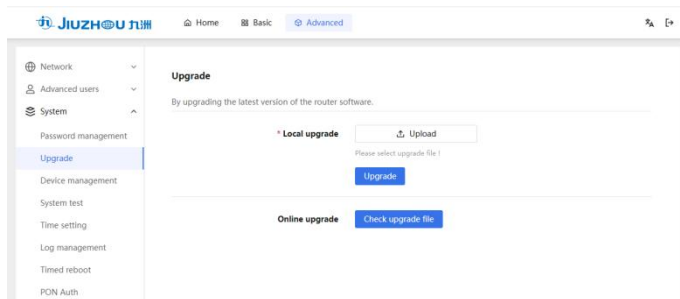 JIUZHOU 九洲
Home Basic Advanced
Network
Advanced users
System
Password management
Upgrade
Device management
System test
Time setting
Log management
Timed reboot
PON Auth
Upgrade
By upgrading the latest version of the router software.
* Local upgrade
Upload
Please select upgrade file !
Upgrade
Online upgrade
Check upgrade file